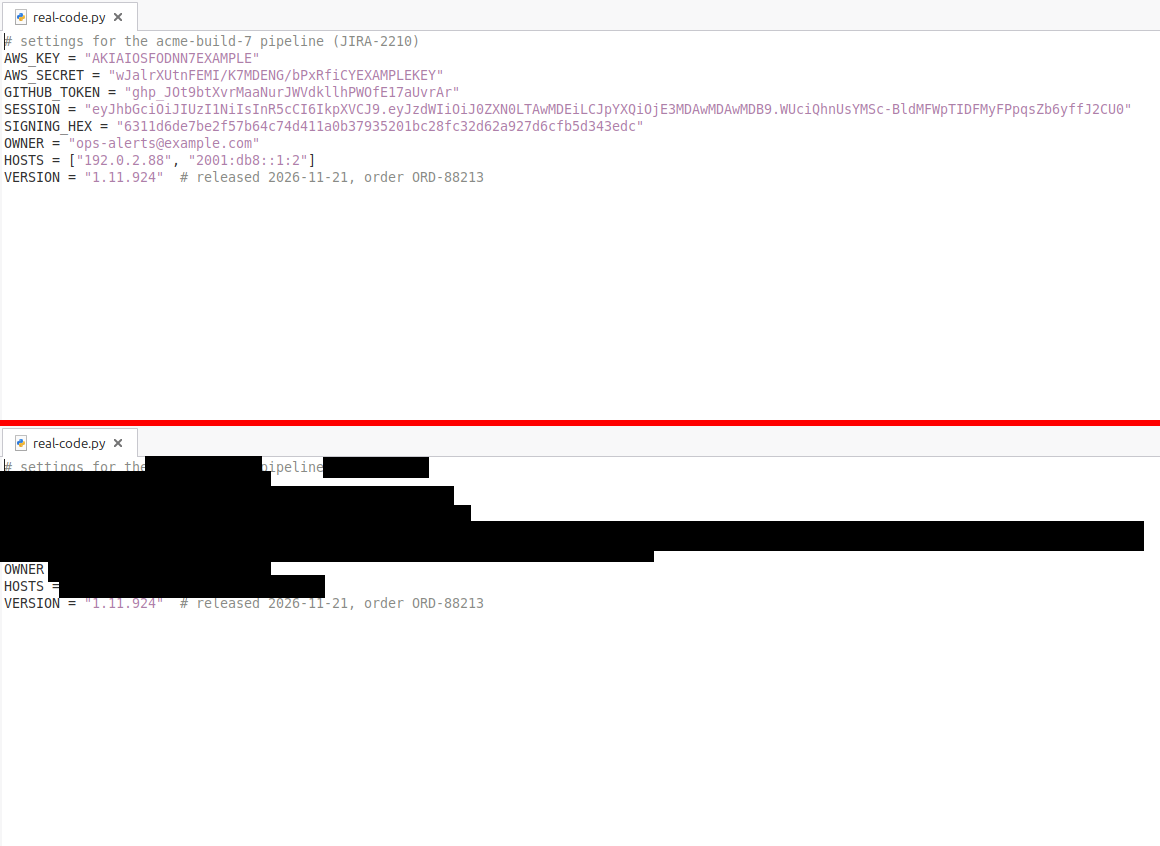 real-code.py
# settings for the acme-build-7 pipeline (JIRA-2210)
AWS_KEY = "AKIAIOSFODNN7EXAMPLE"
AWS_SECRET = "wJalrXUtnFEMI/K7MDENG/bPxRfiCYEXAMPLEKEY"
GITHUB_TOKEN = "ghp_JOt9btXvrMaaNurJWVdkllhPWOfE17aUvrAr"
SESSION = "eyJhbGciOiJIUzI1NiIsInR5cCI6IkpXVCJ9.eyJzdWIiOiJ0ZXN0LTAwMDEiLCJpYXQiOjE3MDAwMDAwMDB9.WUciQhnUsYMSc-BldMFWpTIDFMyFPpqsZb6yffJ2CU0"
SIGNING_HEX = "6311d6de7be2f57b64c74d411a0b37935201bc28fc32d62a927d6cfb5d343edc"
OWNER = "ops-alerts@example.com"
HOSTS = ["192.0.2.88", "2001:db8::1:2"]
VERSION = "1.11.924"  # released 2026-11-21, order ORD-88213
real-code.py
# settings for the pipeline
OWNER
HOSTS =
VERSION = "1.11.924"  # released 2026-11-21, order ORD-88213